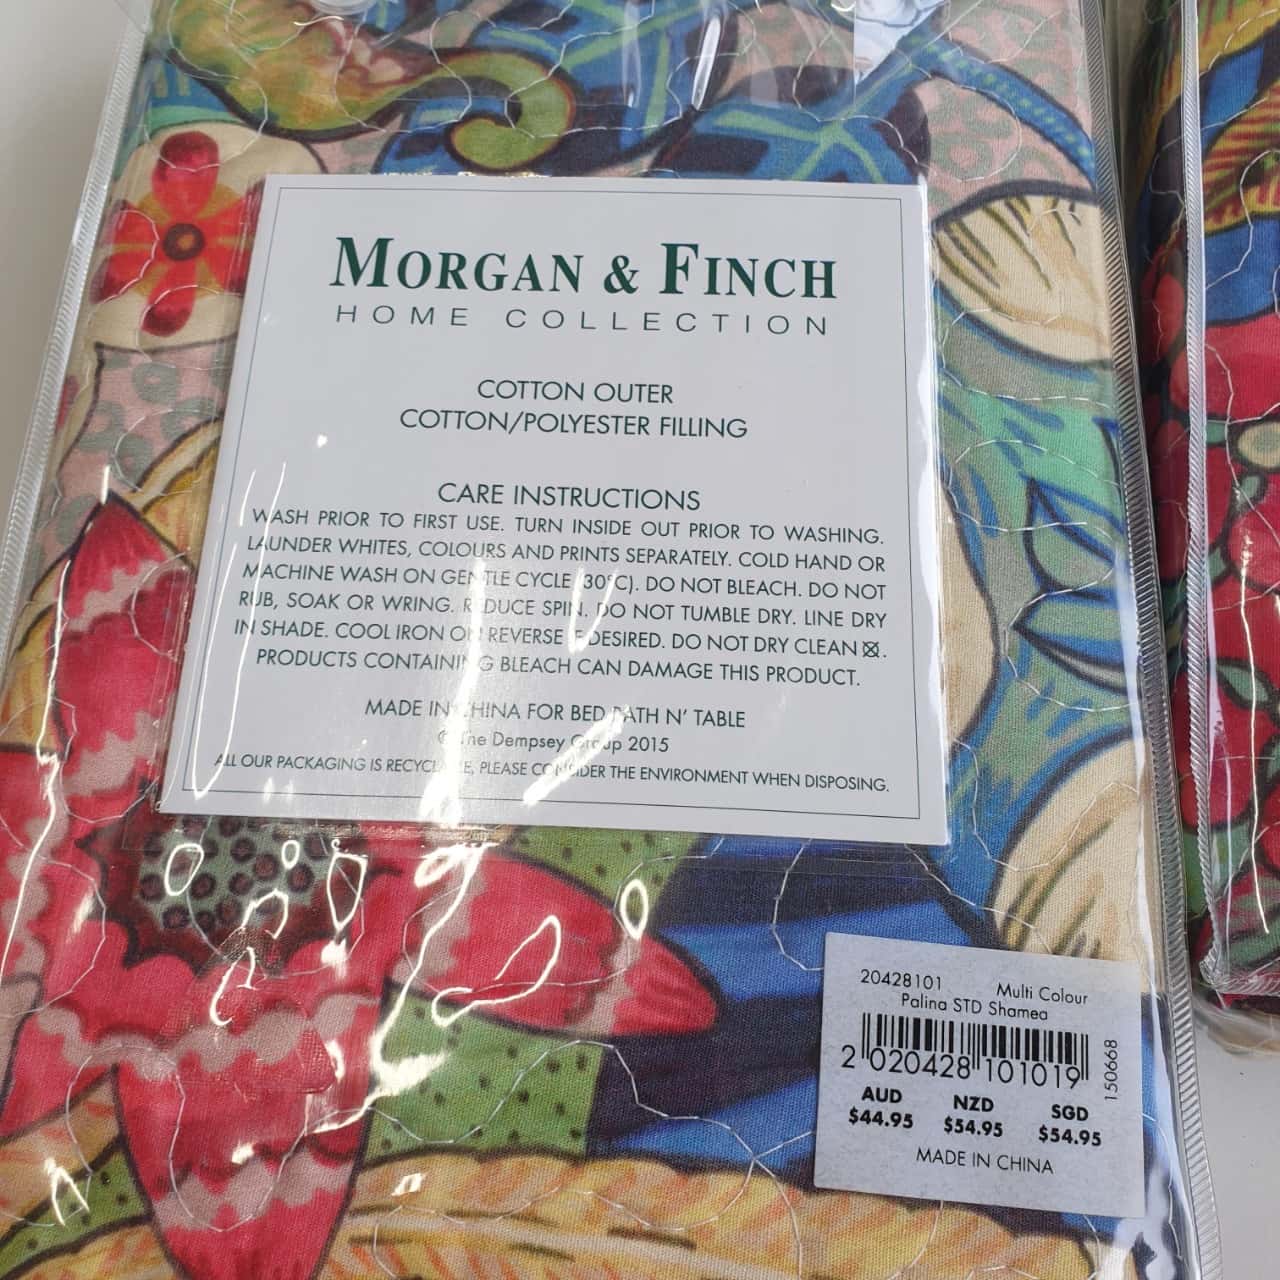 MORGAN & FINCH
HOME COLLECTION
COTTON OUTER
COTTON/POLYESTER FILLING
CARE INSTRUCTIONS
WASH PRIOR TO FIRST USE. TURN INSIDE OUT PRIOR TO WASHING.
LAUNDER WHITES, COLOURS AND PRINTS SEPARATELY. COLD HAND OR
MACHINE WASH ON GENTLE CYCLE (30°C). DO NOT BLEACH. DO NOT
RUB, SOAK OR WRING. REDUCE SPIN. DO NOT TUMBLE DRY. LINE DRY
IN SHADE. COOL IRON ON REVERSE IF DESIRED. DO NOT DRY CLEAN.
PRODUCTS CONTAINING BLEACH CAN DAMAGE THIS PRODUCT.
MADE IN CHINA FOR BED BATH N' TABLE
© The Dempsey Group 2015
ALL OUR PACKAGING IS RECYCLABLE, PLEASE CONSIDER THE ENVIRONMENT WHEN DISPOSING.
20428101 Multi Colour
Palina STD Shamea
2 020428 101019
150668
AUD NZD SGD
$44.95 $54.95 $54.95
MADE IN CHINA